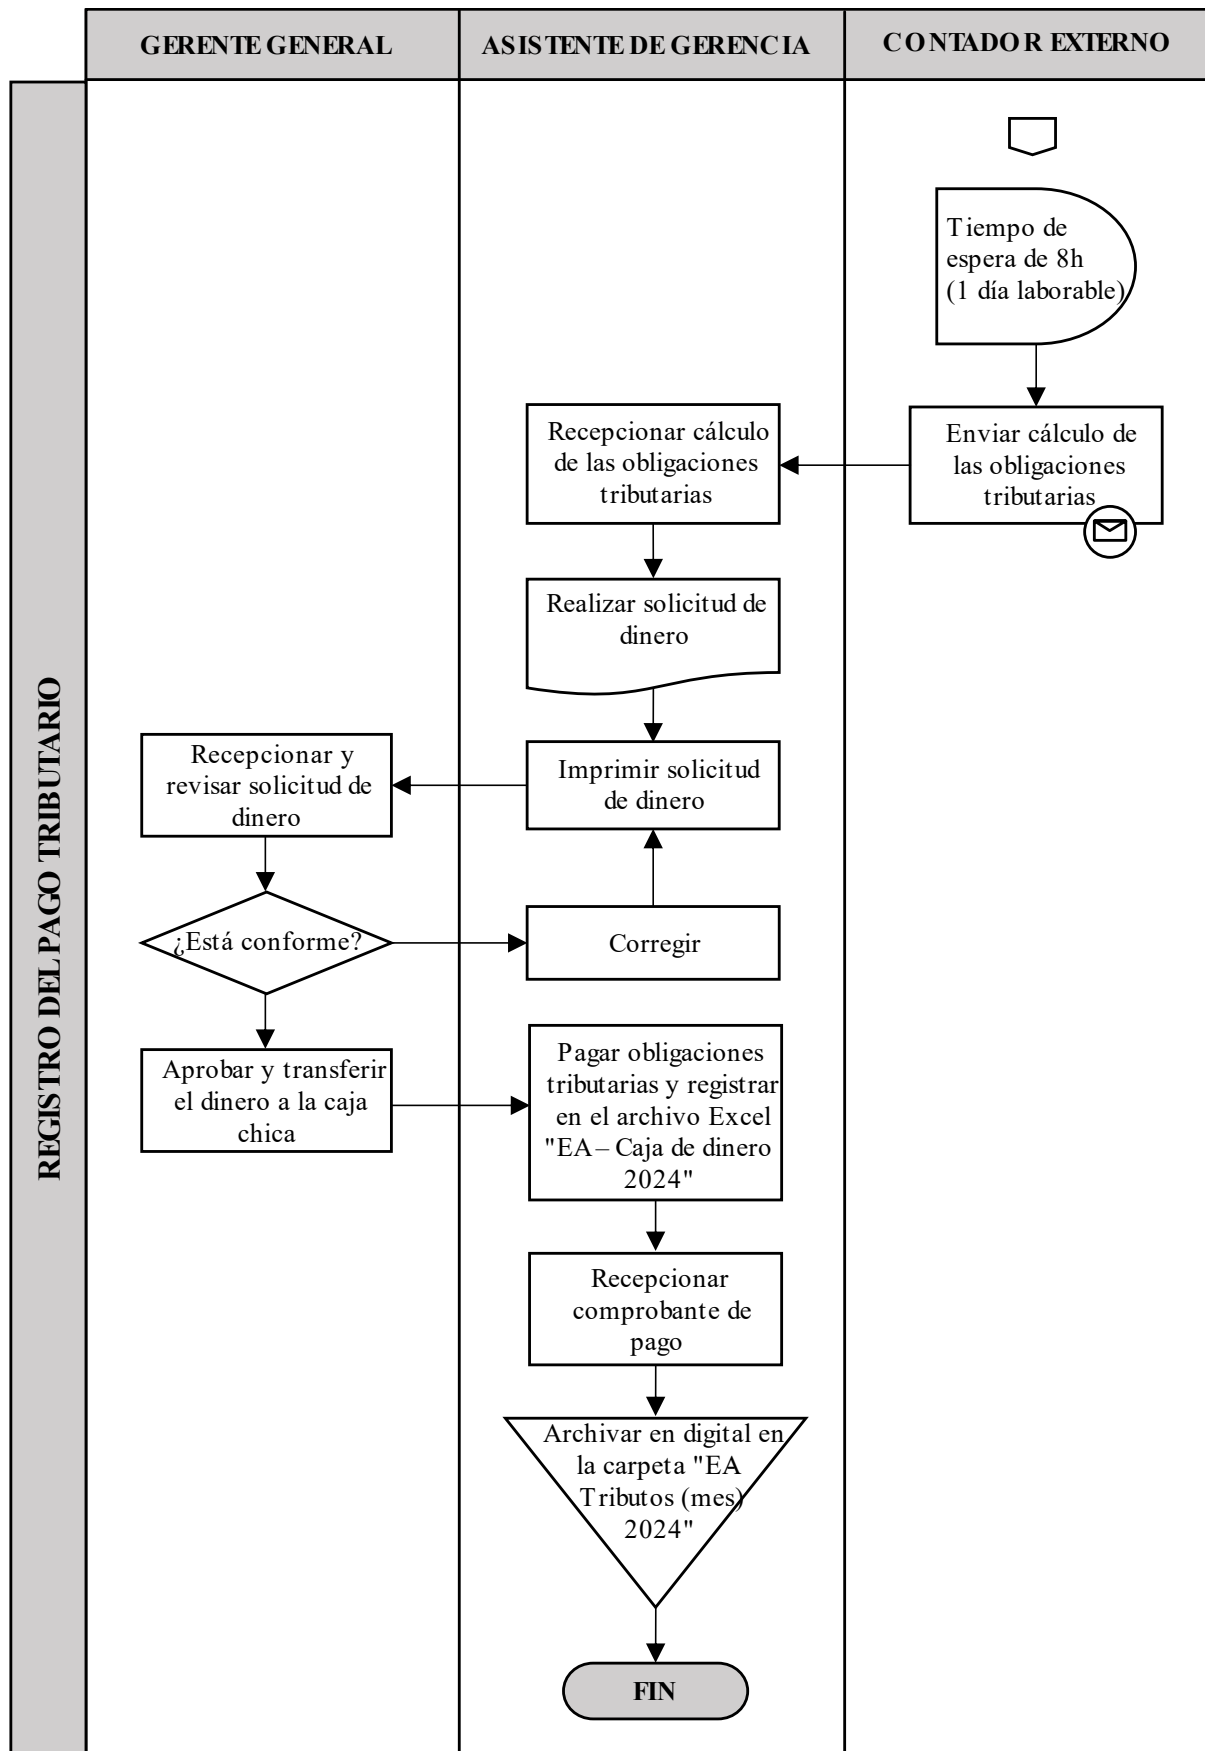 GERENTE GENERAL
ASISTENTE DE GERENCIA
CONTADOR EXTERNO
REGISTRO DEL PAGO TRIBUTARIO
Tiempo de
espera de 8h
(1 día laborable)
Enviar cálculo de
las obligaciones
tributarias
Recepcionar cálculo
de las obligaciones
tributarias
Realizar solicitud de
dinero
Imprimir solicitud
de dinero
Recepcionar y
revisar solicitud de
dinero
¿Está conforme?
Corregir
Aprobar y transferir
el dinero a la caja
chica
Pagar obligaciones
tributarias y registrar
en el archivo Excel
"EA – Caja de dinero
2024"
Recepcionar
comprobante de
pago
Archivar en digital en
la carpeta "EA
Tributos (mes)
2024"
FIN